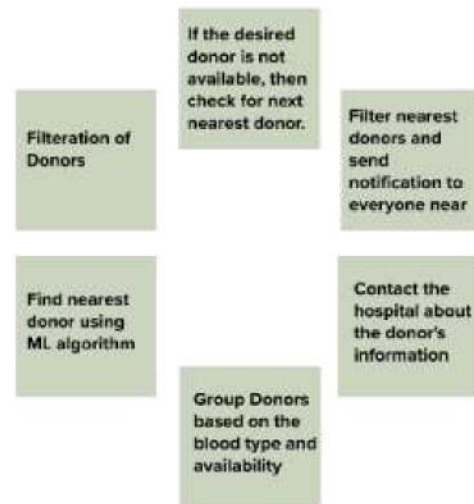 If the desired
donor is not
available, then
check for next
nearest donor.
Filteration of
Donors
Filter nearest
donors and
send
notification to
everyone near
Find nearest
donor using
ML algorithm
Contact the
hospital about
the donor's
information
Group Donors
based on the
blood type and
availability